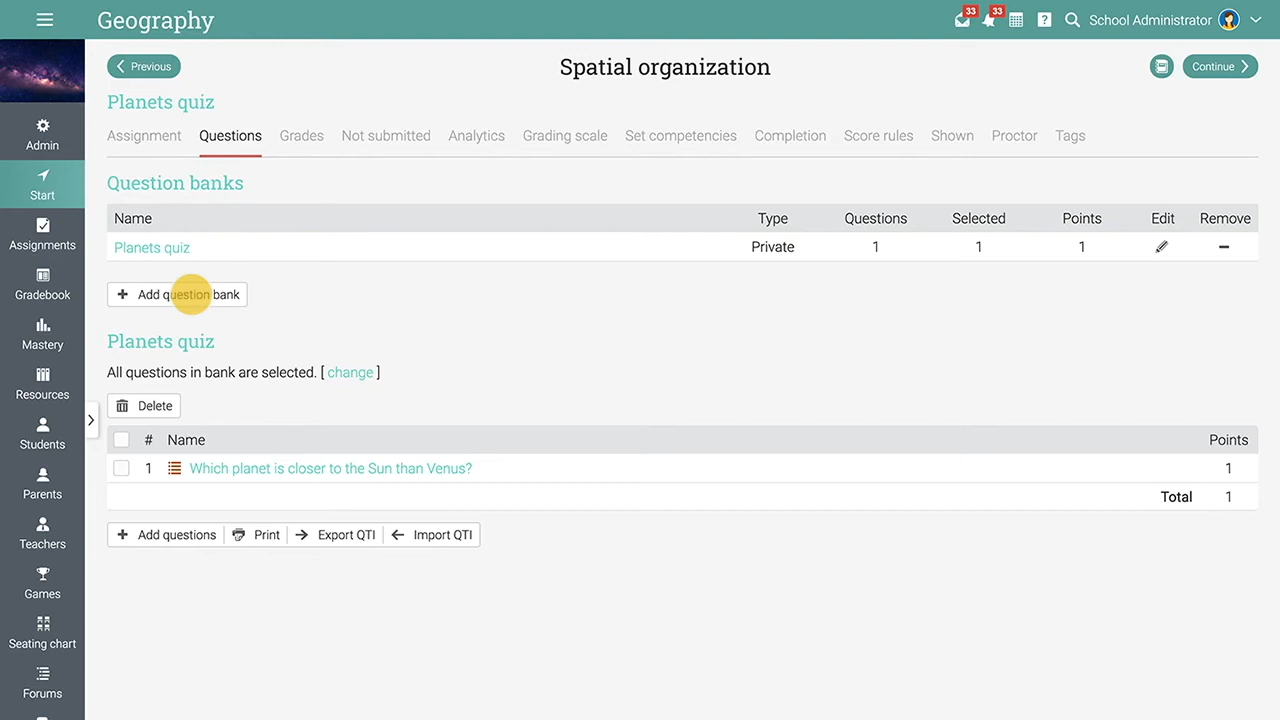 Geography
33
33
?
School Administrator
Previous
Spatial organization
Continue
Planets quiz
Assignment Questions Grades Not submitted Analytics Grading scale Set competencies Completion Score rules Shown Proctor Tags
Question banks
Name Type Questions Selected Points Edit Remove
Planets quiz Private 1 1 1
Add question bank
Planets quiz
All questions in bank are selected. [ change ]
Delete
# Name Points
1 Which planet is closer to the Sun than Venus? 1
Total 1
Add questions Print Export QTI Import QTI
Admin
Start
Assignments
Gradebook
Mastery
Resources
Students
Parents
Teachers
Games
Seating chart
Forums